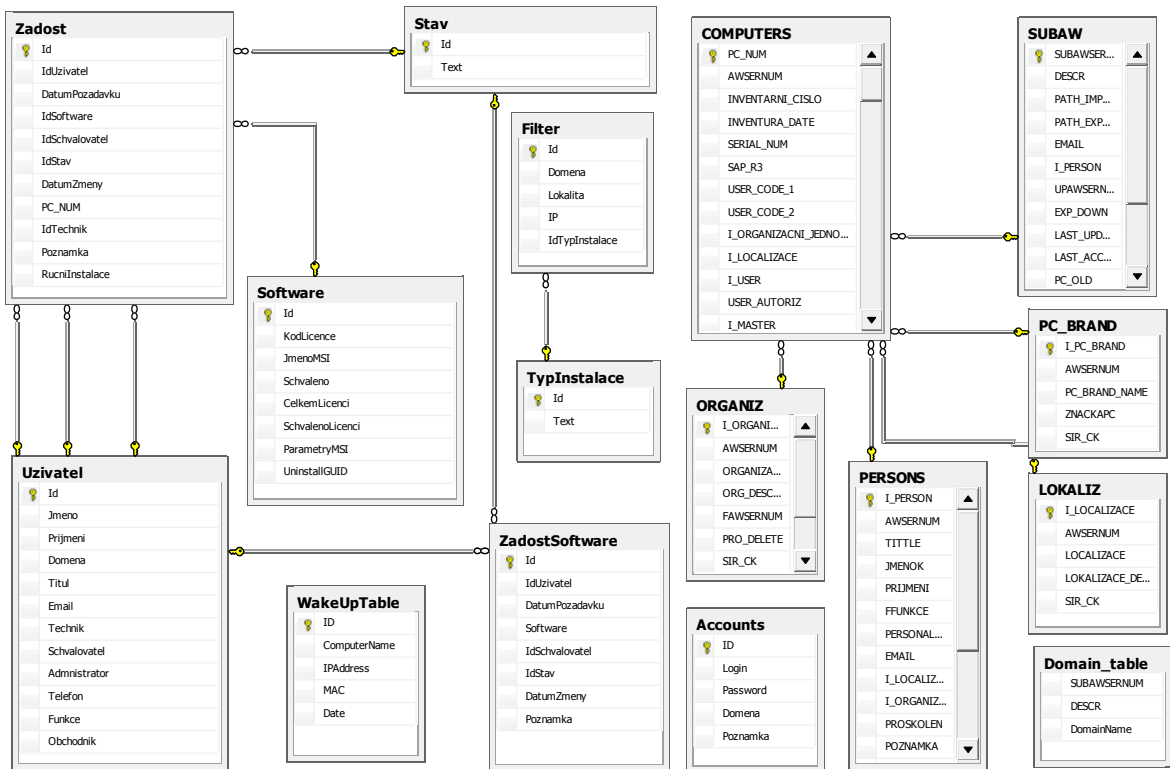 Zadost
Id
IdUzivatel
DatumPozadavku
IdSoftware
IdSchvalovatel
IdStav
DatumZmeny
PC_NUM
IdTechnik
Poznamka
RucniInstalace
Stav
Id
Text
Filter
Id
Domena
Lokalita
IP
IdTypInstalace
Software
Id
KodLicence
JmenoMSI
Schvaleno
CelkemLicenci
SchvalenoLicenci
ParametryMSI
UninstallGUID
TypInstalace
Id
Text
Uzivatel
Id
Jmeno
Prijmeni
Domena
Titul
Email
Technik
Schvalovatel
Admnistrator
Telefon
Funkce
Obchodnik
WakeUpTable
ID
ComputerName
IPAddress
MAC
Date
ZadostSoftware
Id
IdUzivatel
DatumPozadavku
Software
IdSchvalovatel
IdStav
DatumZmeny
Poznamka
COMPUTERS
PC_NUM
AWSERNUM
INVENTARNI_CISLO
INVENTURA_DATE
SERIAL_NUM
SAP_R3
USER_CODE_1
USER_CODE_2
I_ORGANIZACNI_JEDNO...
I_LOCALIZACE
I_USER
USER_AUTORIZ
I_MASTER
SUBAW
SUBAWSER...
DESCR
PATH_IMP...
PATH_EXP...
EMAIL
I_PERSON
UPAWSERN...
EXP_DOWN
LAST_UPD...
LAST_ACC...
PC_OLD
PC_BRAND
I_PC_BRAND
AWSERNUM
PC_BRAND_NAME
ZNACKAPC
SIR_CK
ORGANIZ
I_ORGANI...
AWSERNUM
ORGANIZA...
ORG_DESC...
FAWSERNUM
PRO_DELETE
SIR_CK
PERSONS
I_PERSON
AWSERNUM
TITTLE
JMENOK
PRIJMENI
FFUNKCE
PERSONAL...
EMAIL
I_LOCALIZ...
I_ORGANIZ...
PROSKOLEN
POZNAMKA
LOKALIZ
I_LOCALIZACE
AWSERNUM
LOCALIZACE
LOKALIZACE_DE...
SIR_CK
Accounts
ID
Login
Password
Domena
Poznamka
Domain_table
SUBAWSERNUM
DESCR
DomainName